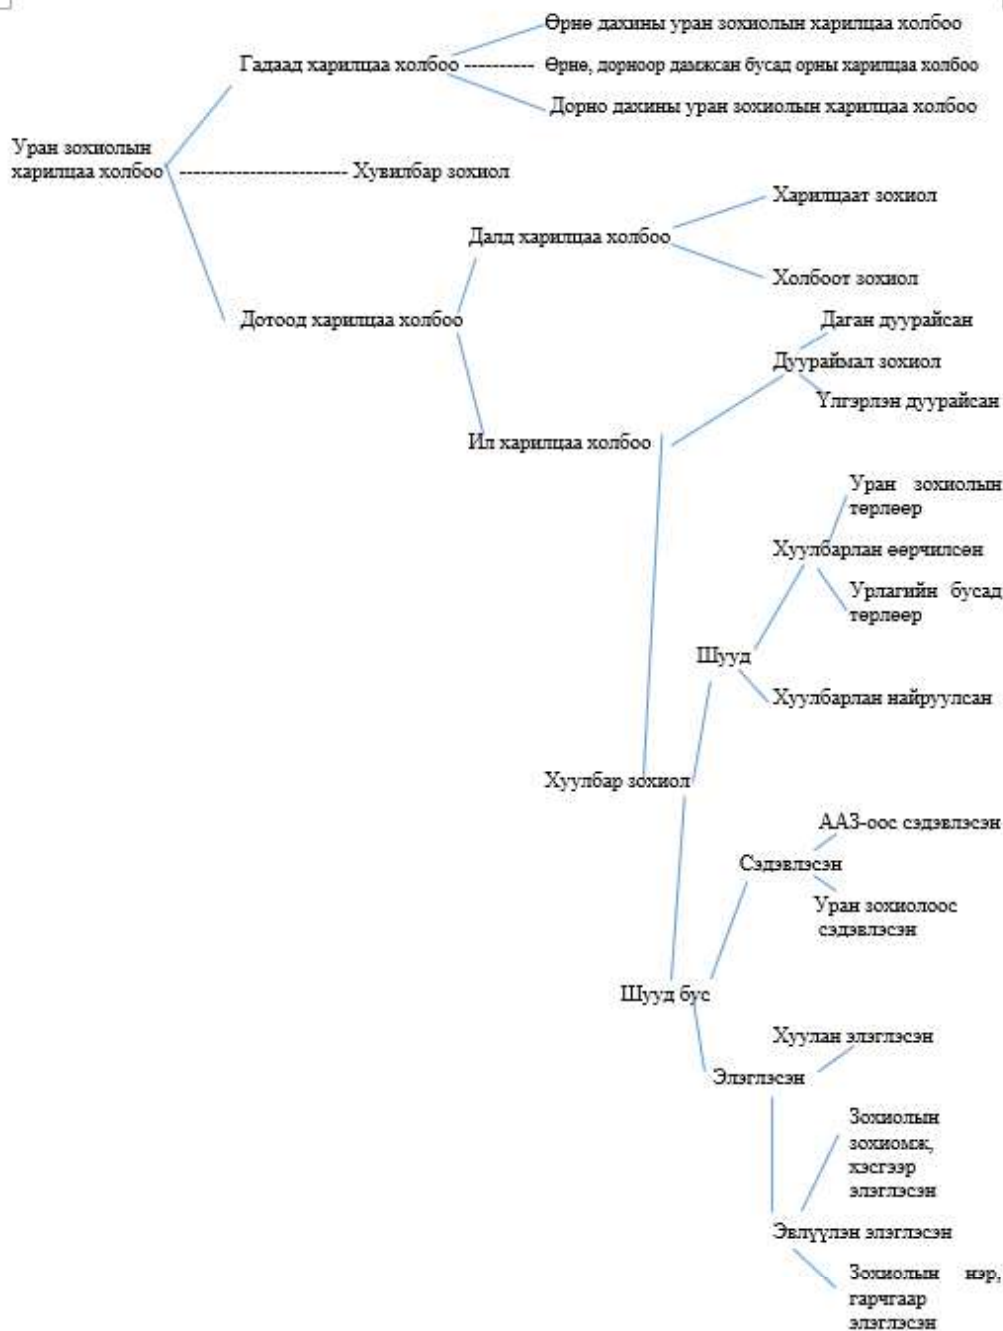 Өрнө дахины уран зохиолын харилцаа холбоо
Гадаад харилцаа холбоо ---------- Өрнө, дорноор дамжсан бусад орны харилцаа холбоо
Дорно дахины уран зохиолын харилцаа холбоо
Уран зохиолын
харилцаа холбоо ------------------------ Хувилбар зохиол
Харилцаат зохиол
Далд харилцаа холбоо
Холбоот зохиол
Дотоод харилцаа холбоо
Даган дуурайсан
Дуураймал зохиол
Үлгэрлэн дуурайсан
Ил харилцаа холбоо
Уран зохиолын
төрлөөр
Хуулбарлан өөрчилсөн
Урлагийн бусад
төрлөөр
Шууд
Хуулбарлан найруулсан
Хуулбар зохиол
ААЗ-оос сэдэвлэсэн
Сэдэвлэсэн
Уран зохиолоос
сэдэвлэсэн
Шууд бус
Хуулан элэглэсэн
Элэглэсэн
Зохиолын
зохиомж,
хэсгээр
элэглэсэн
Эвлүүлэн элэглэсэн
Зохиолын нэр,
гарчгаар
элэглэсэн